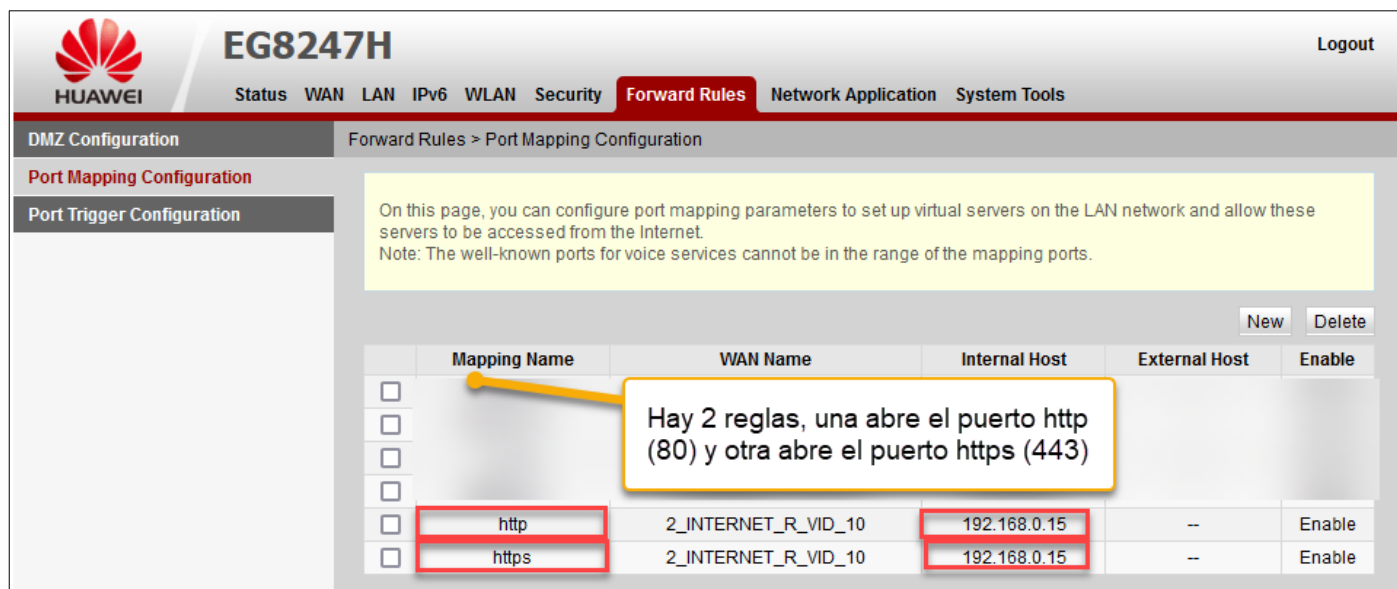 HUAWEI
EG8247H
Logout
Status WAN LAN IPv6 WLAN Security Forward Rules Network Application System Tools
DMZ Configuration
Forward Rules > Port Mapping Configuration
Port Mapping Configuration
Port Trigger Configuration
On this page, you can configure port mapping parameters to set up virtual servers on the LAN network and allow these
servers to be accessed from the Internet.
Note: The well-known ports for voice services cannot be in the range of the mapping ports.
New Delete
Mapping Name WAN Name Internal Host External Host Enable
Hay 2 reglas, una abre el puerto http
(80) y otra abre el puerto https (443)
http 2_INTERNET_R_VID_10 192.168.0.15 -- Enable
https 2_INTERNET_R_VID_10 192.168.0.15 -- Enable